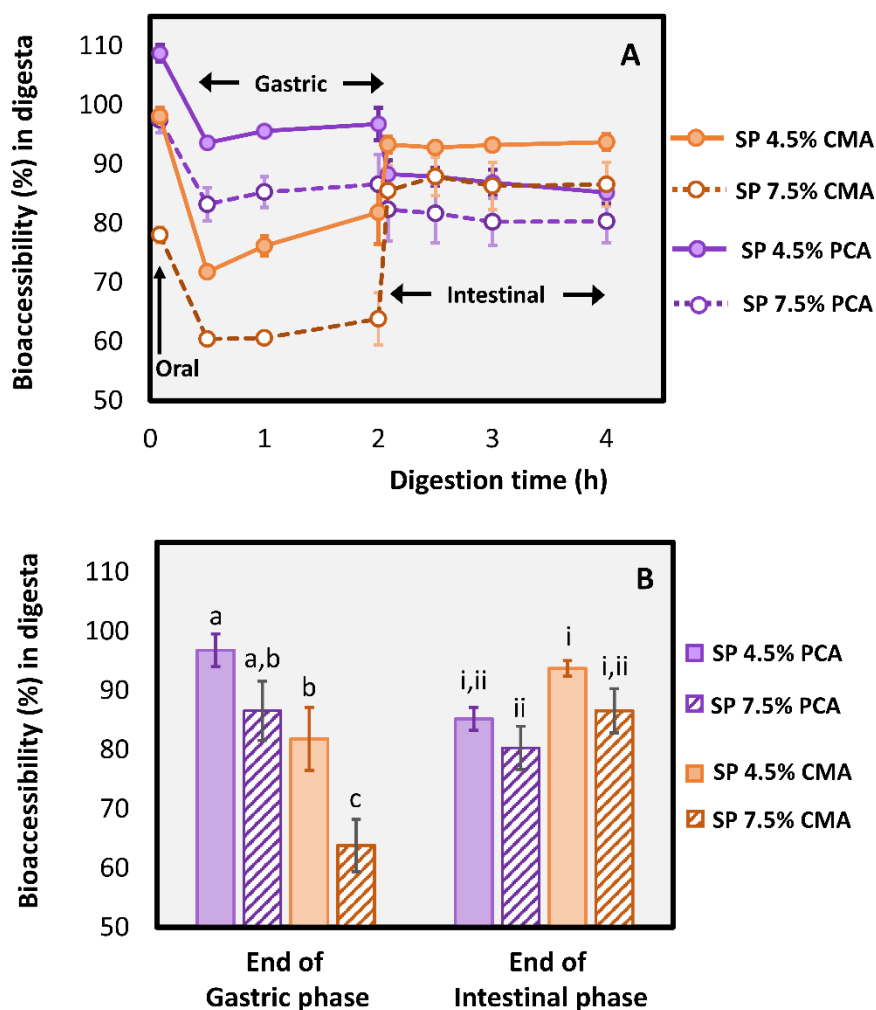 A
Bioaccessibility (%) in digesta
110
100
90
80
70
60
50
Gastric
Intestinal
Oral
0
1
2
3
4
Digestion time (h)
SP 4.5% CMA
SP 7.5% CMA
SP 4.5% PCA
SP 7.5% PCA
B
Bioaccessibility (%) in digesta
110
100
90
80
70
60
50
a
a,b
b
c
i,ii
ii
i
i,ii
End of
Gastric phase
End of
Intestinal phase
SP 4.5% PCA
SP 7.5% PCA
SP 4.5% CMA
SP 7.5% CMA